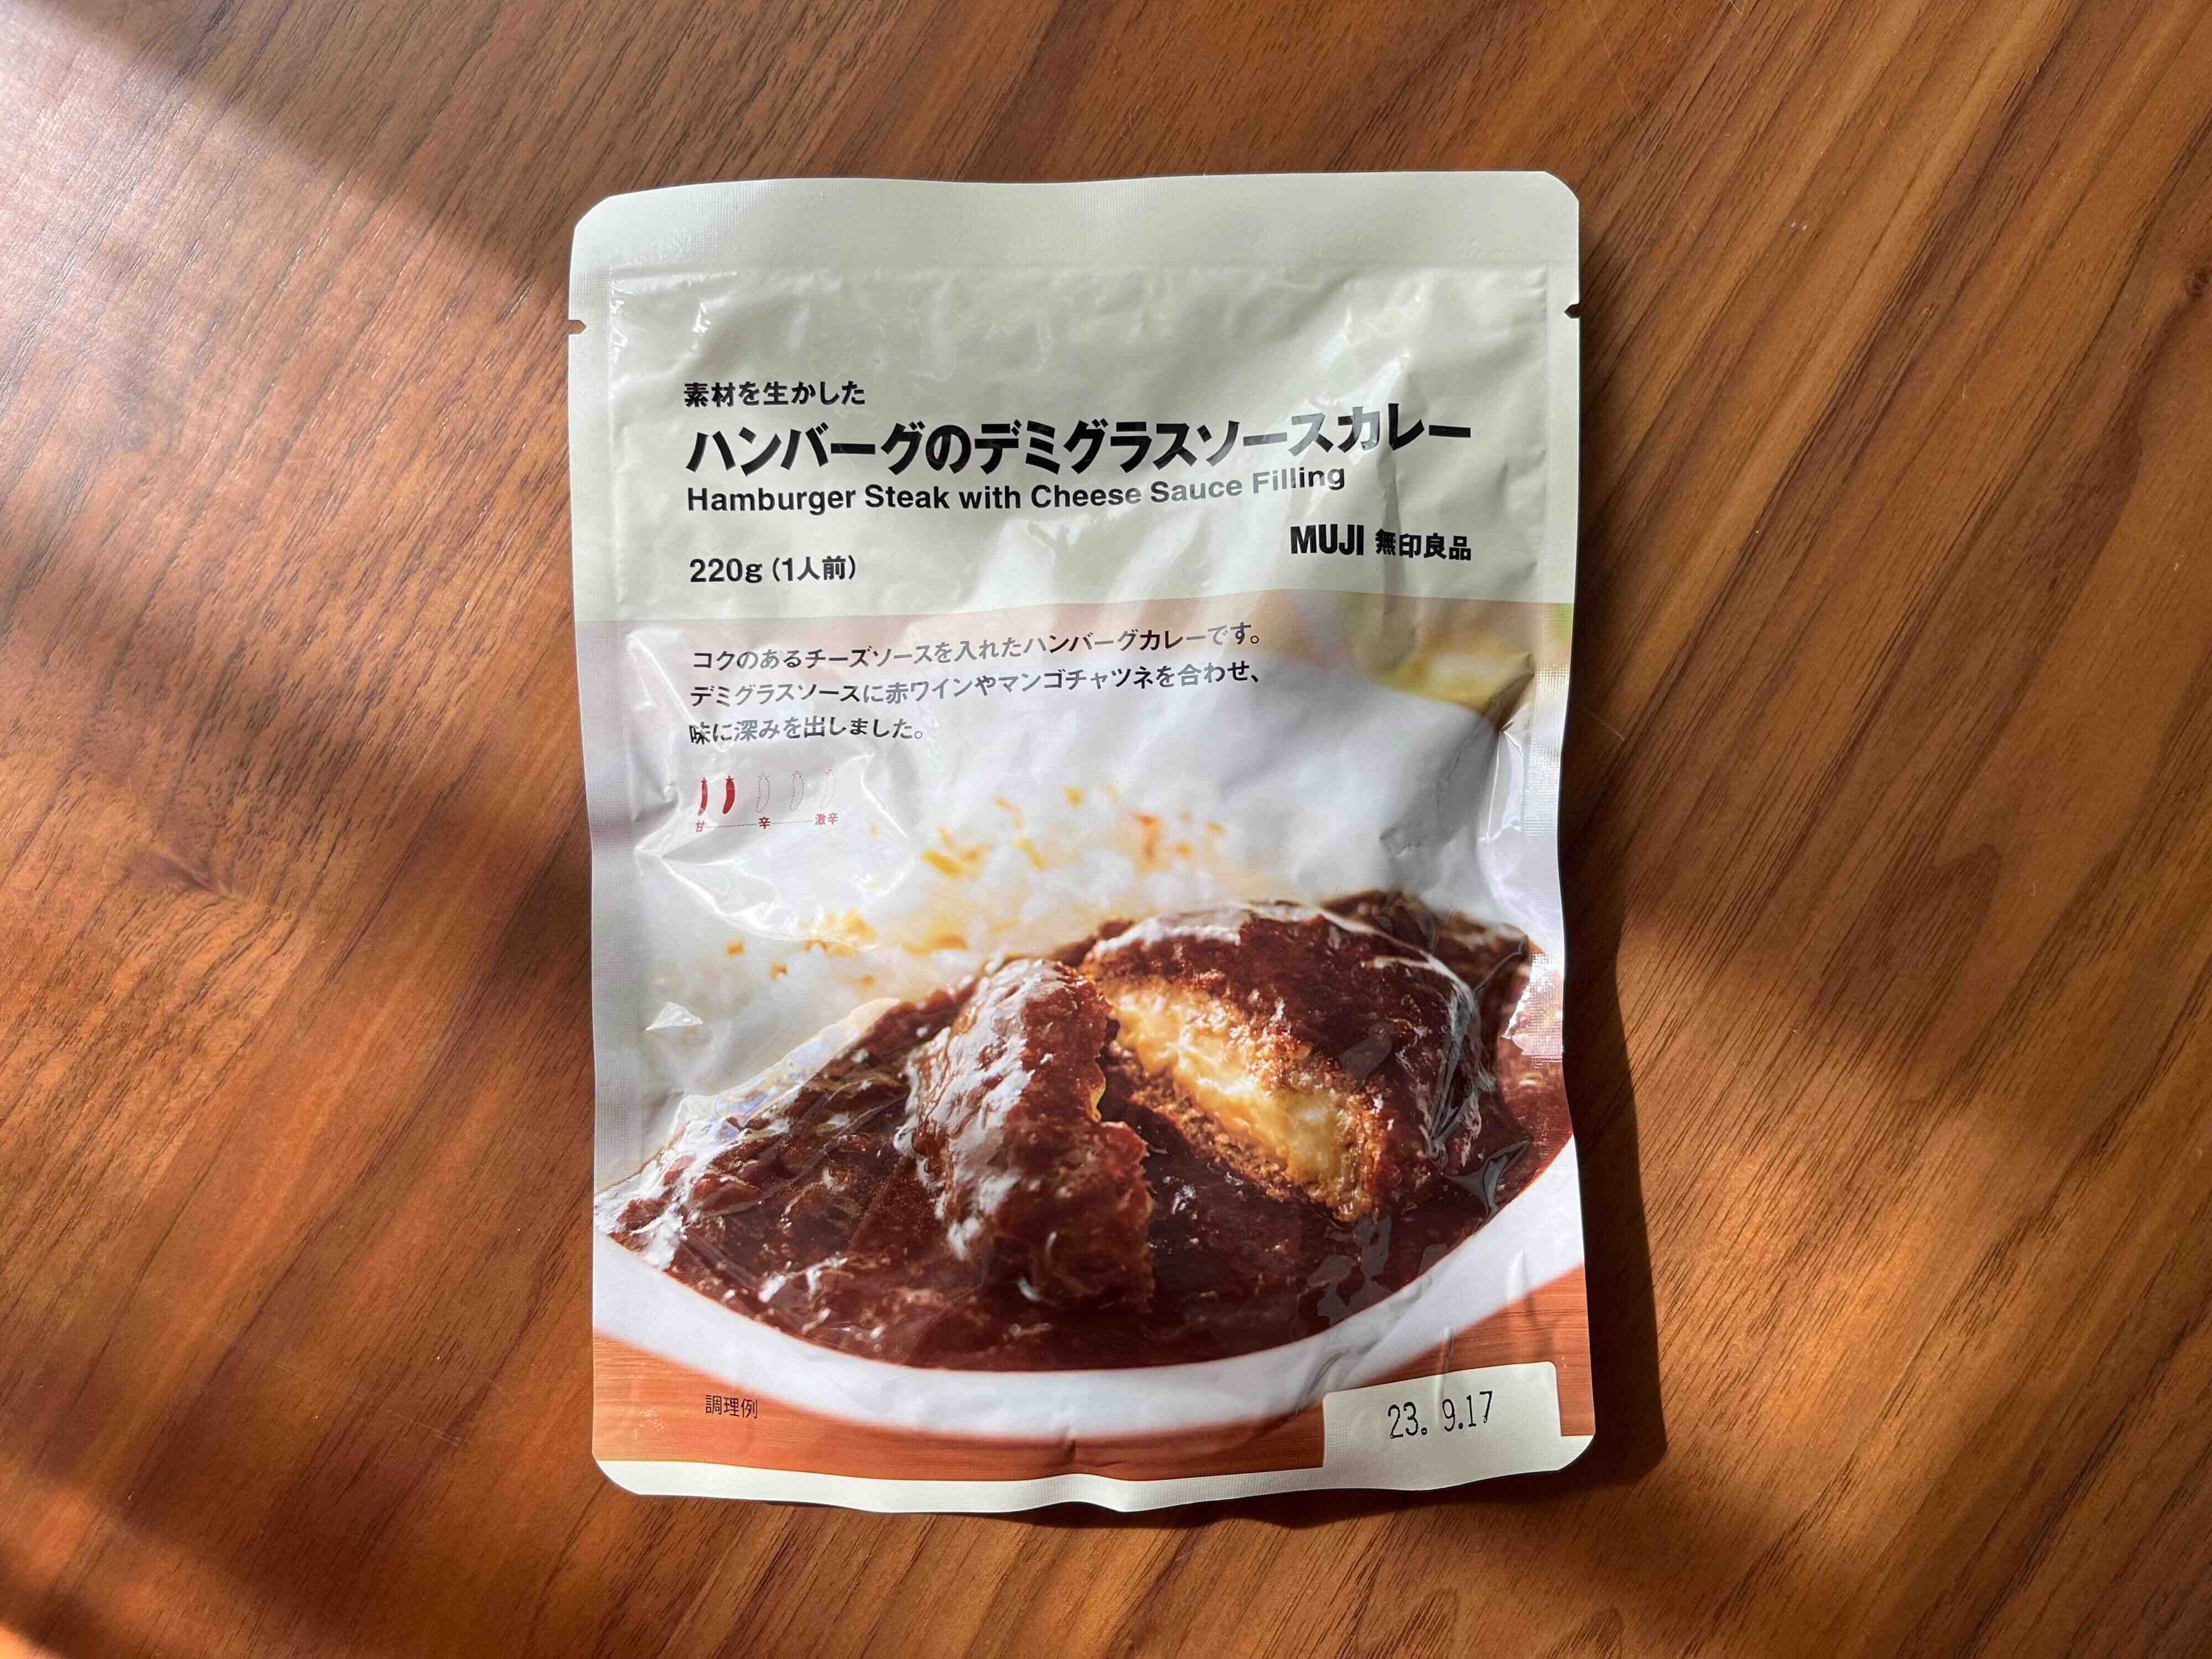 素材を生かした
ハンバーグのデミグラスソースカレー
Hamburger Steak with Cheese Sauce Filling
MUJI 無印良品
220g（1人前）
コクのあるチーズソースを入れたハンバーグカレーです。
デミグラスソースに赤ワインやマンゴチャツネを合わせ、
味に深みを出しました。
甘 辛 激辛
調理例
23. 9.17